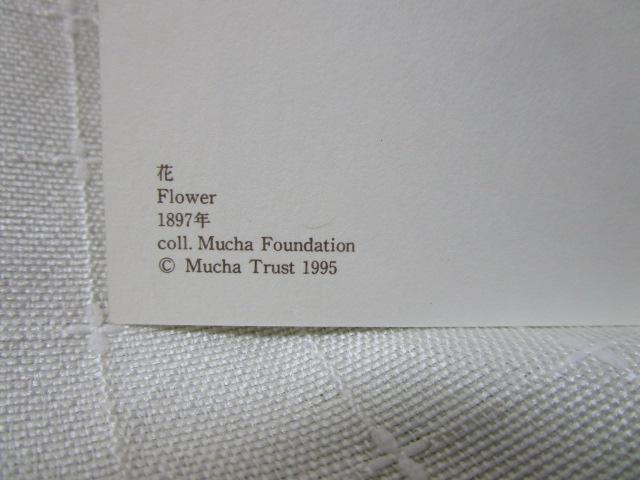 花
Flower
1897年
coll. Mucha Foundation
© Mucha Trust 1995